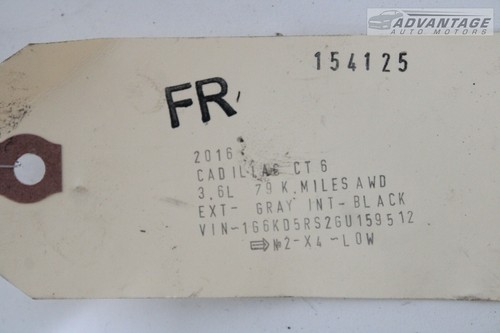 ADVANTAGE
AUTO MOTORS
154125
FR
2016
CADILLAC CT6
3.6L 79K.MILES AWD
EXT- GRAY INT-BLACK
VIN-1G6KD5RS2GU159512
⇨ №2-X4-LOW